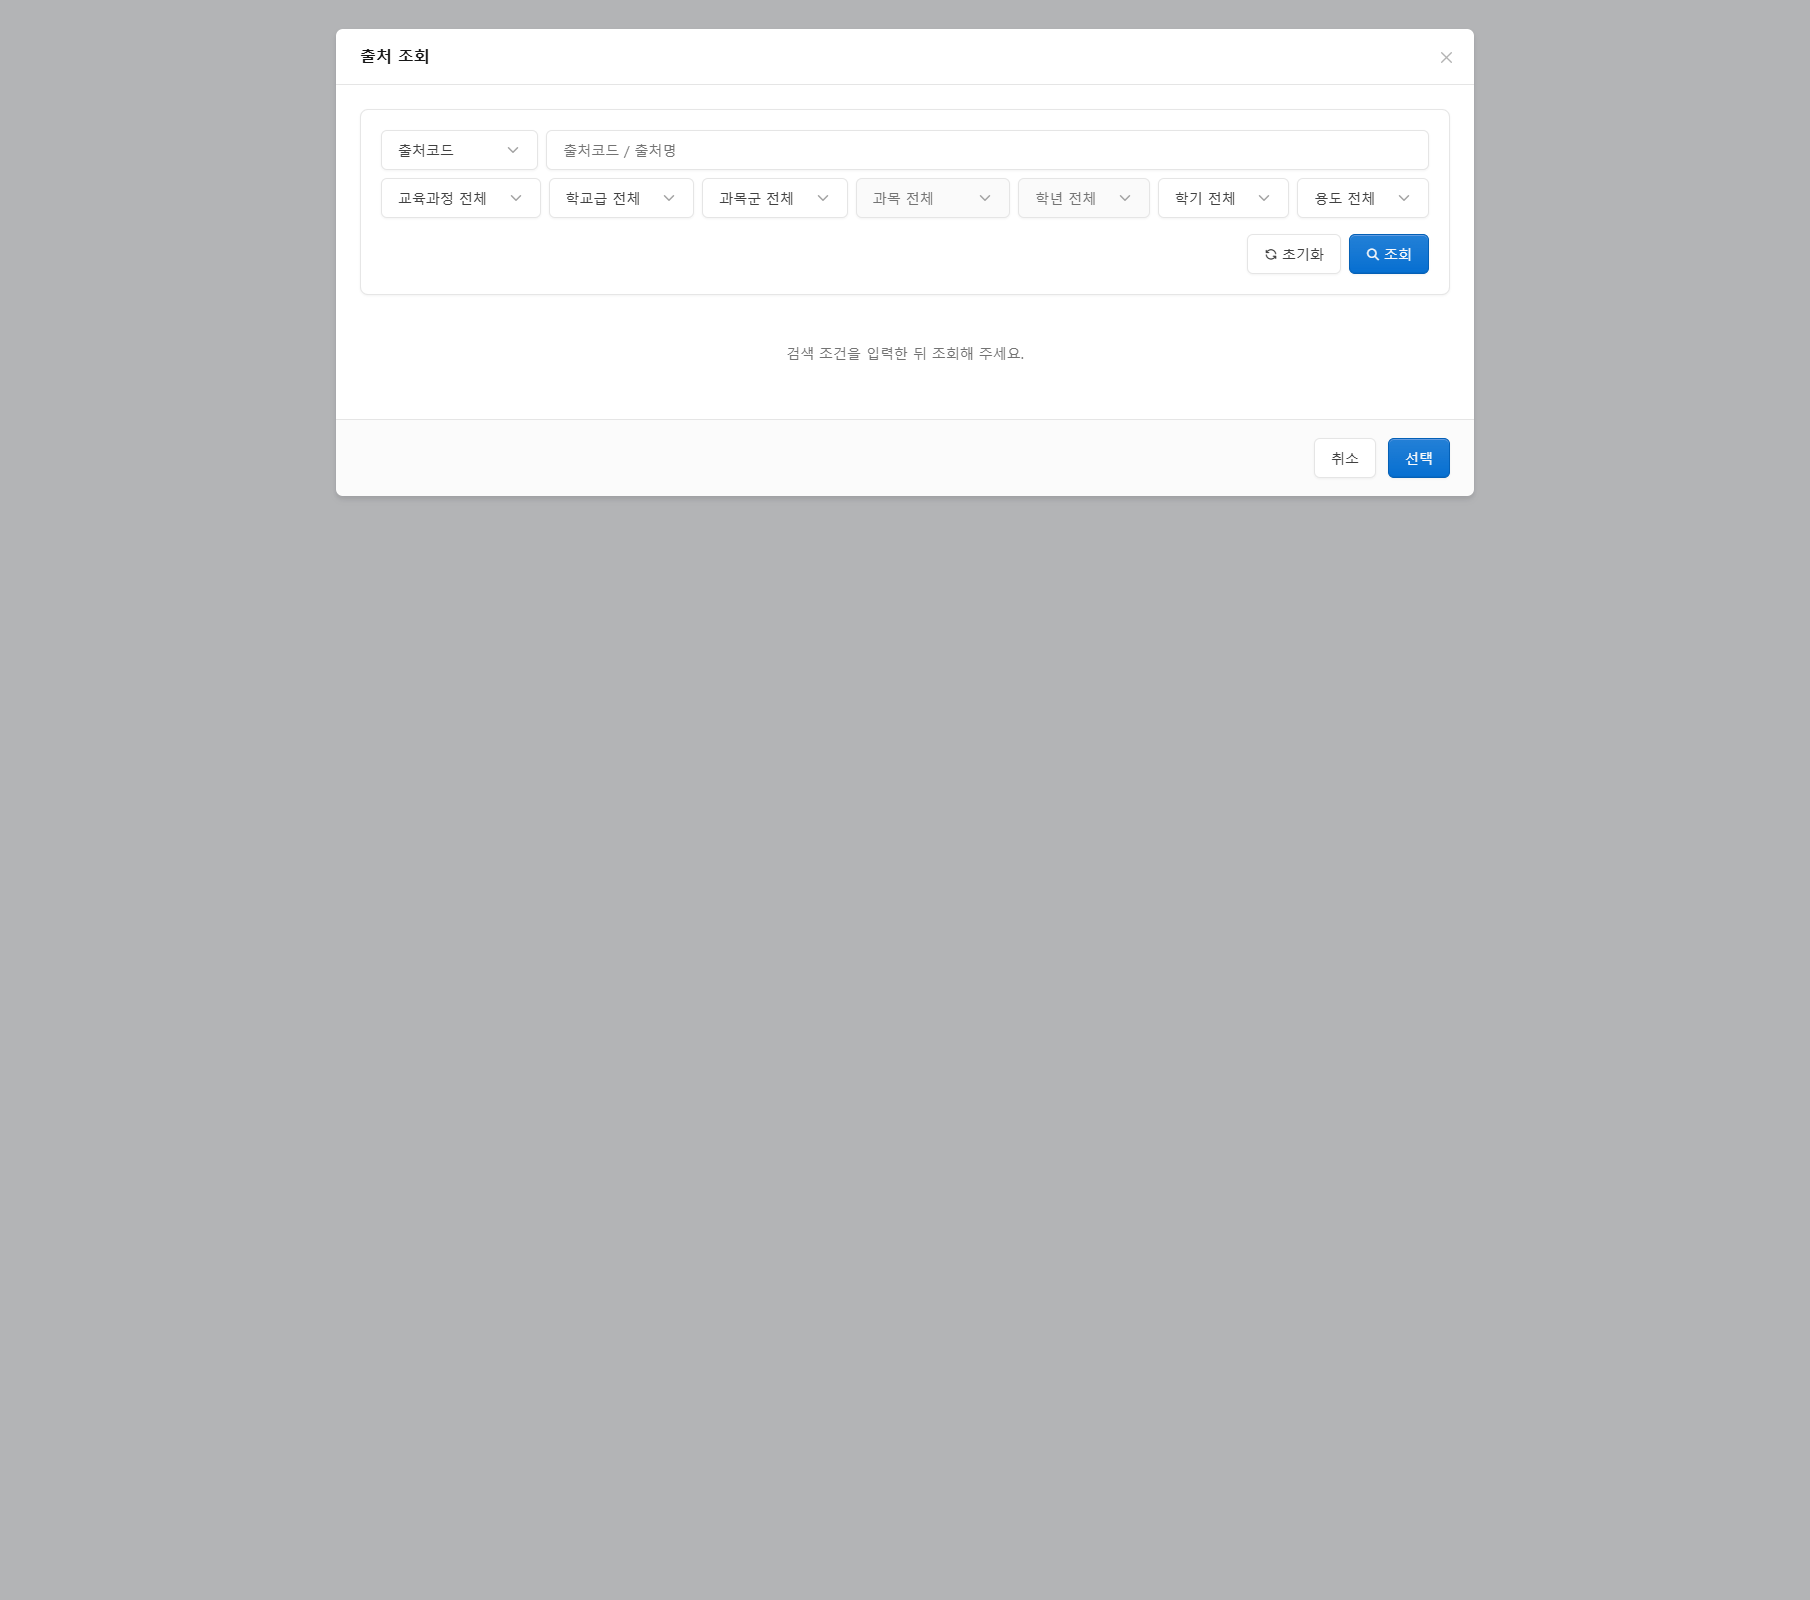 출처 조회
출처코드 출처코드 / 출처명
교육과정 전체 학교급 전체 과목군 전체 과목 전체 학년 전체 학기 전체 용도 전체
초기화 조회
검색 조건을 입력한 뒤 조회해 주세요.
취소 선택